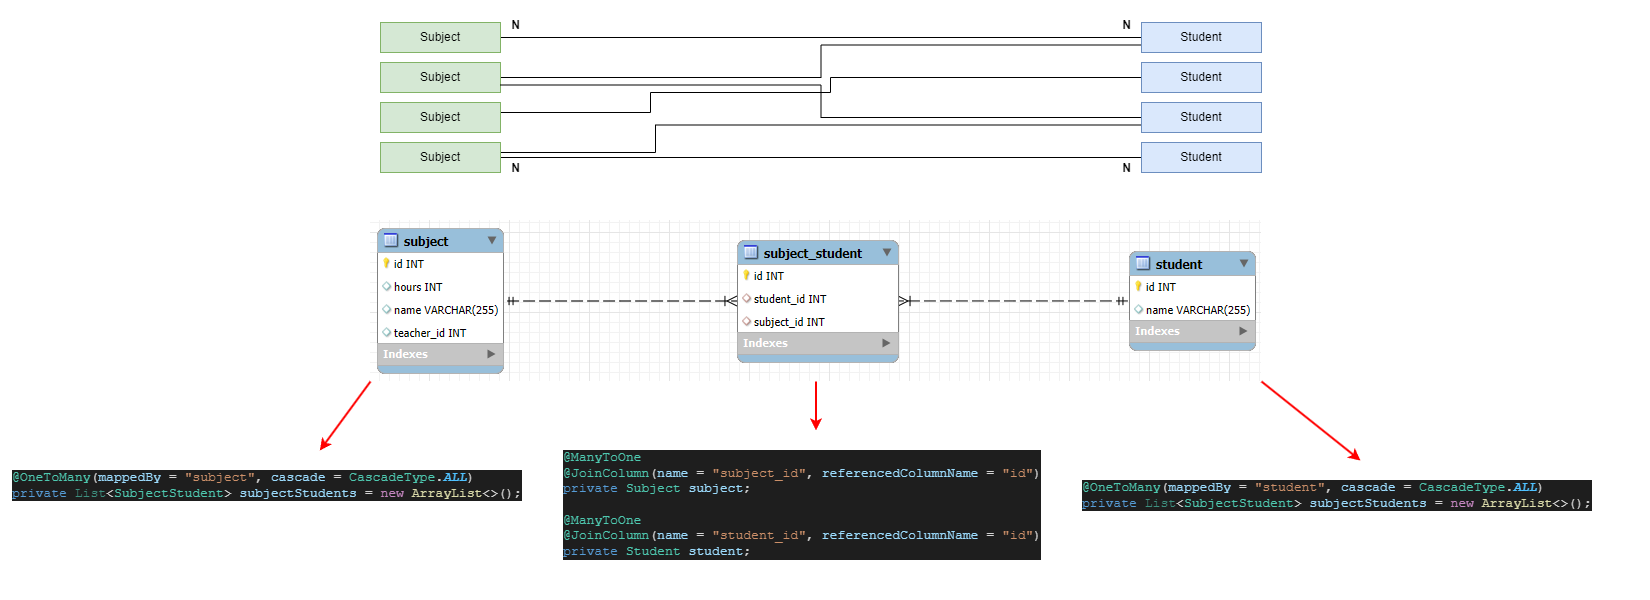 N
N
Subject
Student
Subject
Student
Subject
Student
Subject
Student
N
N
subject
id INT
hours INT
name VARCHAR(255)
teacher_id INT
Indexes
subject_student
id INT
student_id INT
subject_id INT
Indexes
student
id INT
name VARCHAR(255)
Indexes
@OneToMany(mappedBy = "subject", cascade = CascadeType.ALL)
private List<SubjectStudent> subjectStudents = new ArrayList<>();
@ManyToOne
@JoinColumn(name = "subject_id", referencedColumnName = "id")
private Subject subject;
@ManyToOne
@JoinColumn(name = "student_id", referencedColumnName = "id")
private Student student;
@OneToMany(mappedBy = "student", cascade = CascadeType.ALL)
private List<SubjectStudent> subjectStudents = new ArrayList<>();